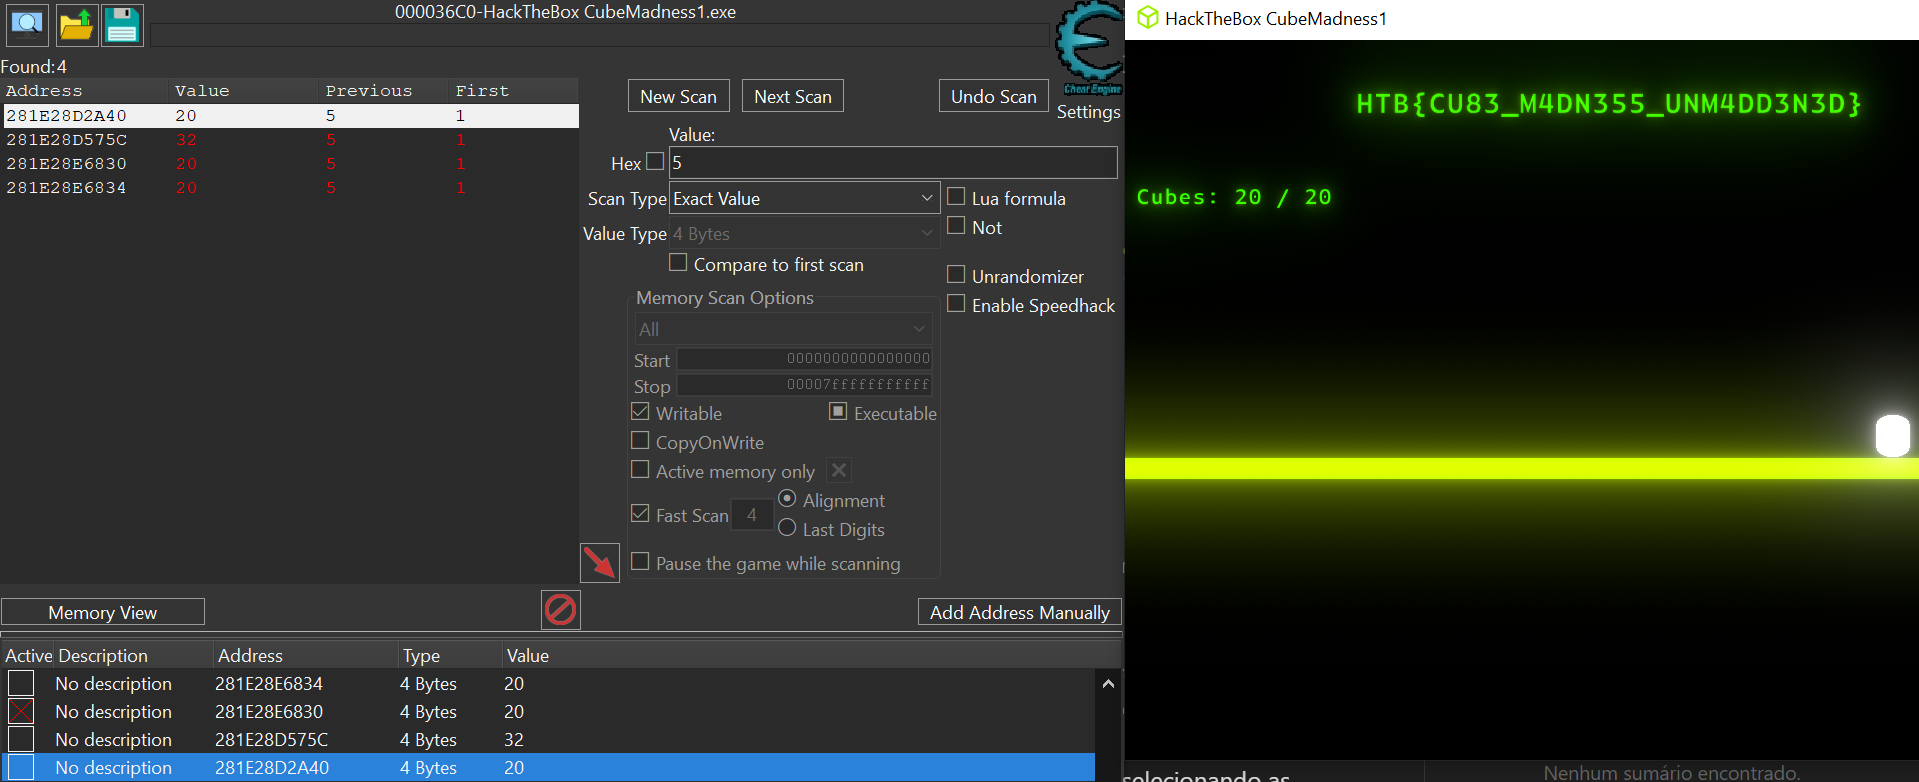 000036C0-HackTheBox CubeMadness1.exe
Found:4
Address Value Previous First
281E28D2A40 20 5 1
281E28D575C 32 5 1
281E28E6830 20 5 1
281E28E6834 20 5 1
Cheat Engine
New Scan Next Scan Undo Scan
Settings
Value:
Hex 5
Scan Type Exact Value Lua formula
Not
Value Type 4 Bytes
Compare to first scan
Unrandomizer
Memory Scan Options
Enable Speedhack
All
Start 0000000000000000
Stop 00007fffffffffff
Writable Executable
CopyOnWrite
Active memory only
Fast Scan 4 Alignment
Last Digits
Pause the game while scanning
Memory View Add Address Manually
Active Description Address Type Value
No description 281E28E6834 4 Bytes 20
No description 281E28E6830 4 Bytes 20
No description 281E28D575C 4 Bytes 32
No description 281E28D2A40 4 Bytes 20
HackTheBox CubeMadness1
HTB{CU83_M4DN355_UNM4DD3N3D}
Cubes: 20 / 20
selecionando as
Nenhum sumário encontrado.